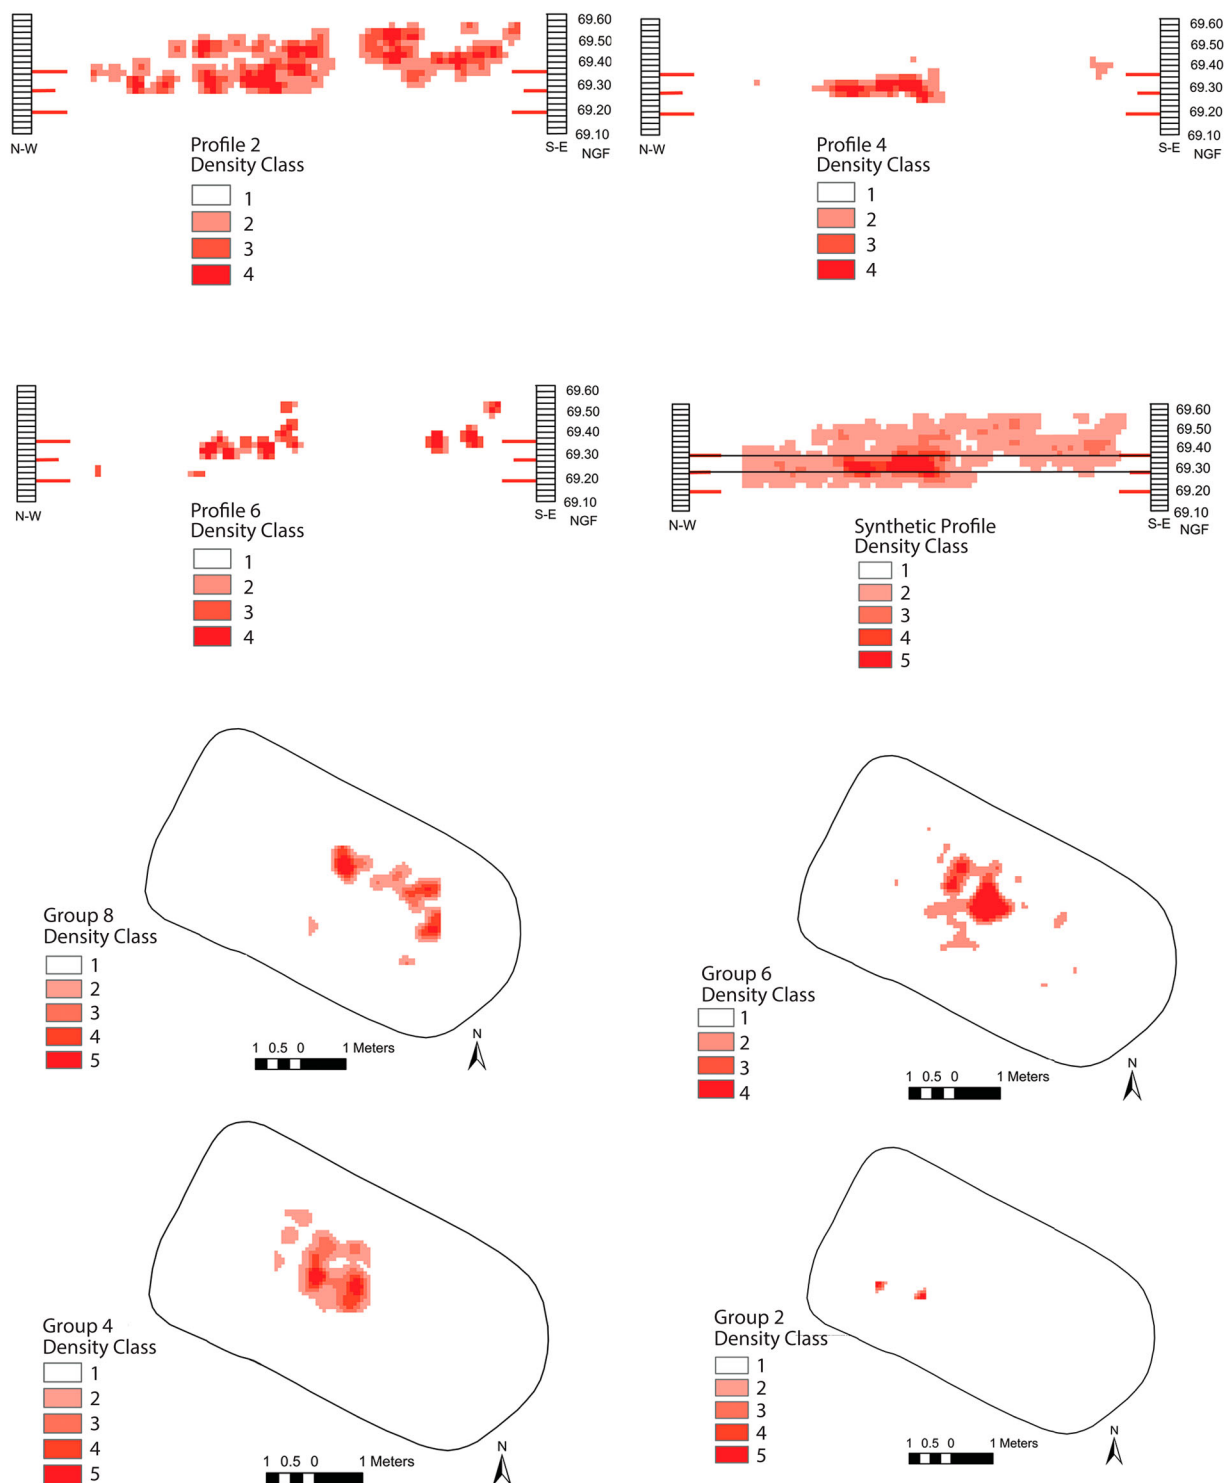 69.60
69.50
69.40
69.30
69.20
69.10
N-W
S-E
NGF
Profile 2
Density Class
1
2
3
4
69.60
69.50
69.40
69.30
69.20
69.10
N-W
S-E
NGF
Profile 4
Density Class
1
2
3
4
69.60
69.50
69.40
69.30
69.20
69.10
N-W
S-E
NGF
Profile 6
Density Class
1
2
3
4
69.60
69.50
69.40
69.30
69.20
69.10
N-W
S-E
NGF
Synthetic Profile
Density Class
1
2
3
4
5
Group 8
Density Class
1
2
3
4
5
1 0.5 0 1 Meters
N
Group 6
Density Class
1
2
3
4
1 0.5 0 1 Meters
N
Group 4
Density Class
1
2
3
4
5
1 0.5 0 1 Meters
N
Group 2
Density Class
1
2
3
4
5
1 0.5 0 1 Meters
N